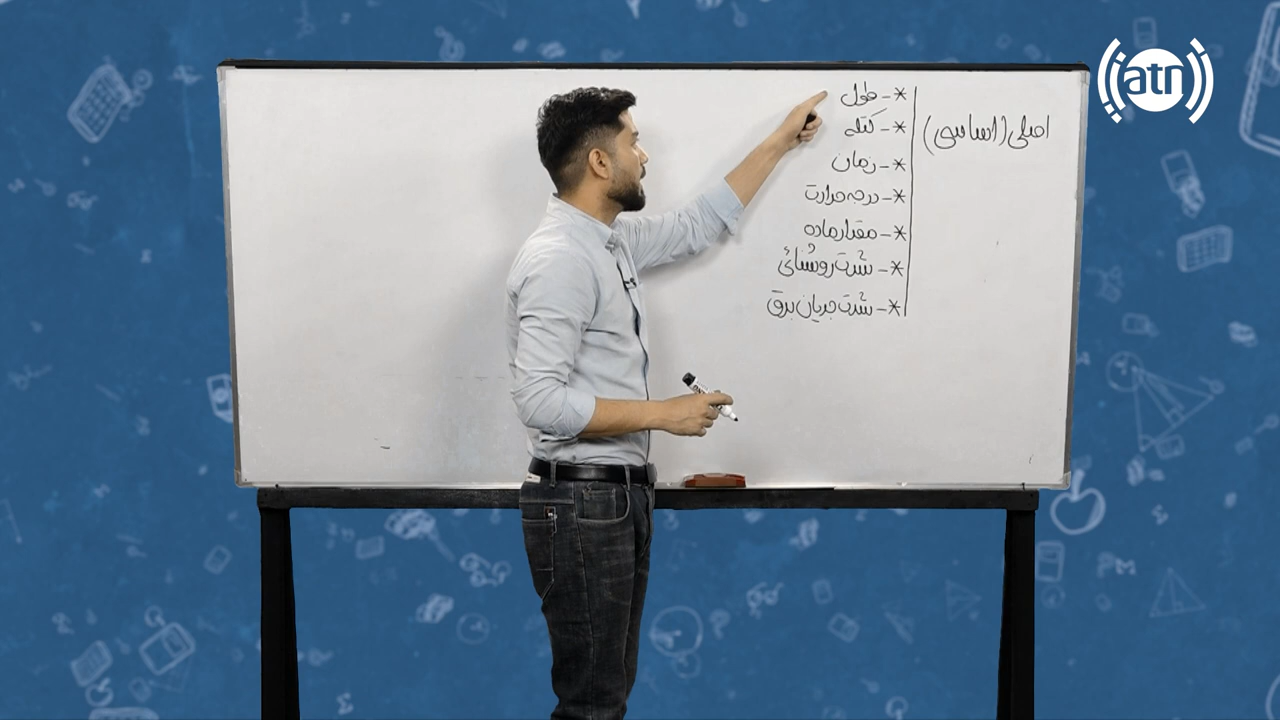 atn
اصلی (اساسی)
*- طول
*- کتله
*- زمان
*- درجه حرارت
*- مقدار ماده
*- شدت روشنائی
*- شدت جریان برق